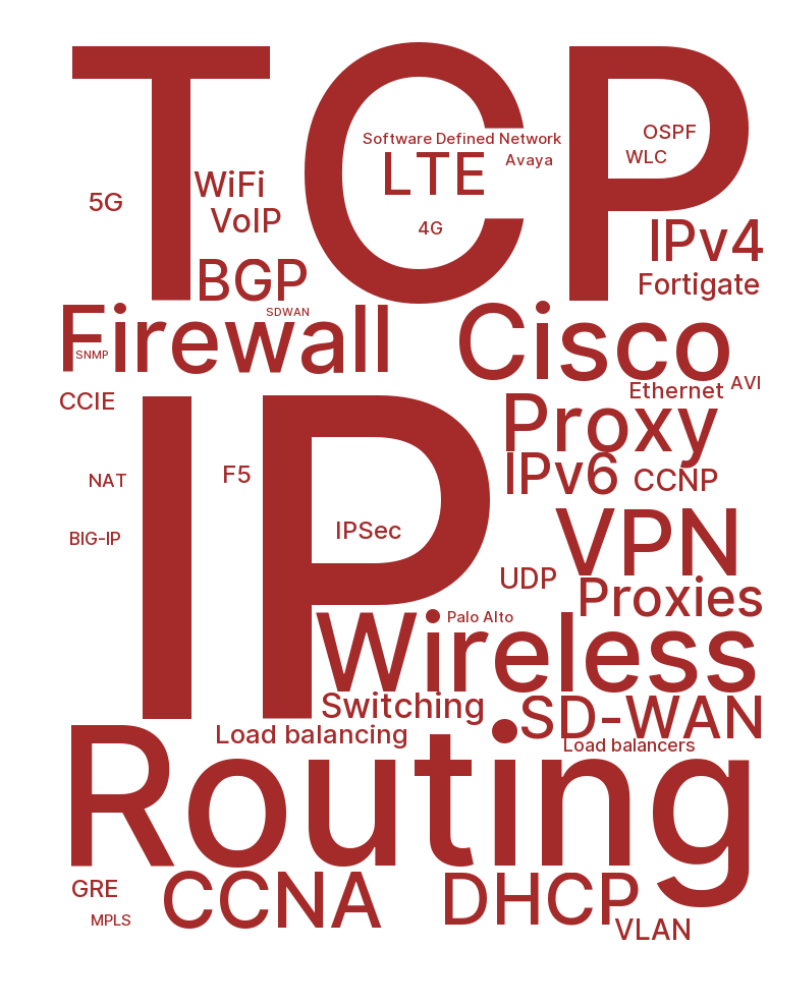 TCP
Software Defined Network
OSPF
LTE
Avaya
WLC
WiFi
5G
VoIP
4G
IPv4
BGP
Fortigate
SDWAN
Firewall
Cisco
SNMP
Ethernet
AVI
CCIE
IP
Proxy
NAT
F5
IPv6
CCNP
BIG-IP
IPSec
VPN
UDP
Proxies
Palo Alto
Wireless
Switching
SD-WAN
Load balancing
Load balancers
Routing
GRE
CCNA
DHCP
MPLS
VLAN